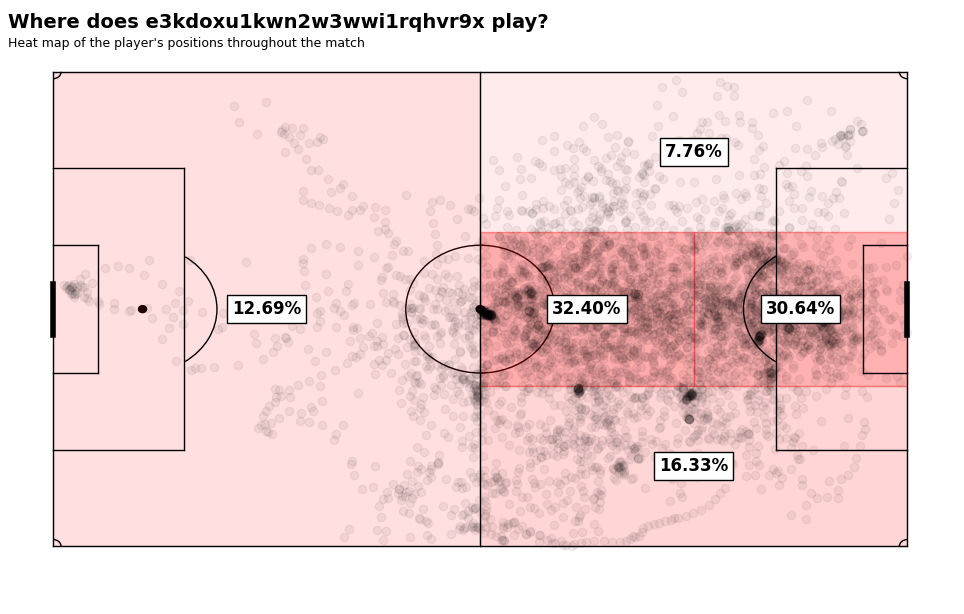 Where does e3kdoxu1kwn2w3wwi1rqhvr9x play?
Heat map of the player's positions throughout the match
7.76%
12.69%
32.40%
30.64%
16.33%